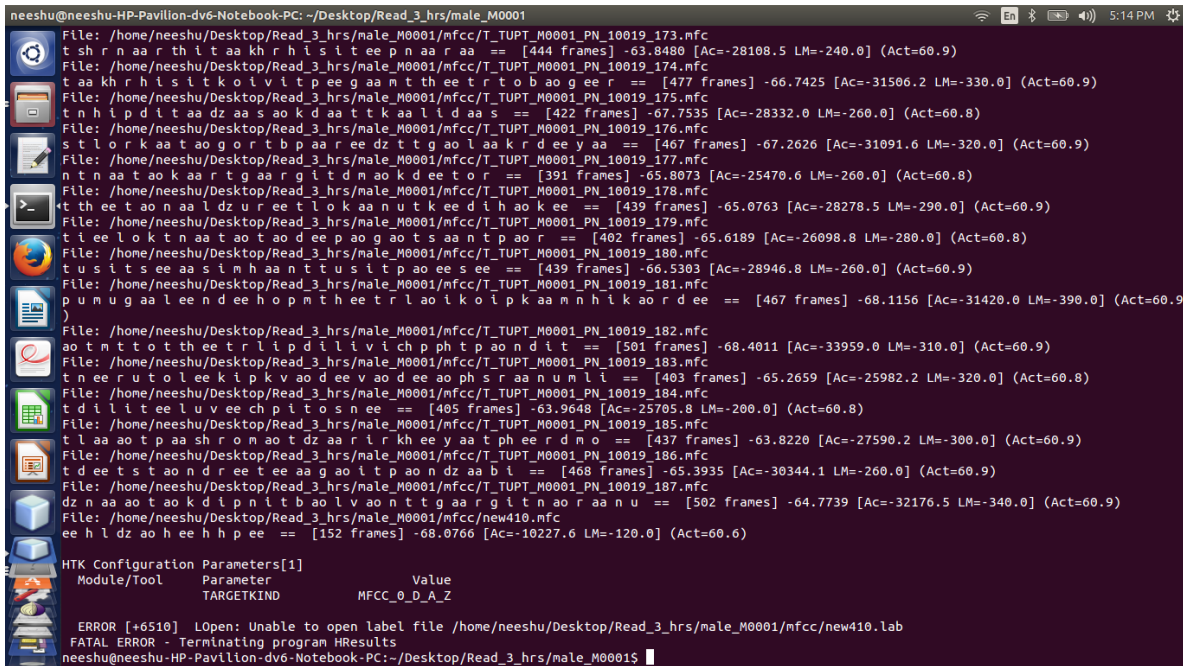 neeshu@neeshu-HP-Pavilion-dv6-Notebook-PC: ~/Desktop/Read_3_hrs/male_M0001 En 5:14 PM
File: /home/neeshu/Desktop/Read_3_hrs/male_M0001/mfcc/T_TUPT_M0001_PN_10019_173.mfc
t sh r n aa r th i t aa kh r h i s i t ee p n aa r aa == [444 frames] -63.8480 [Ac=-28108.5 LM=-240.0] (Act=60.9)
File: /home/neeshu/Desktop/Read_3_hrs/male_M0001/mfcc/T_TUPT_M0001_PN_10019_174.mfc
t aa kh r h i s i t k o i v i t p ee g aa m t th ee t r t o b ao g ee r == [477 frames] -66.7425 [Ac=-31506.2 LM=-330.0] (Act=60.9)
File: /home/neeshu/Desktop/Read_3_hrs/male_M0001/mfcc/T_TUPT_M0001_PN_10019_175.mfc
t n h i p d i t aa dz aa s ao k d aa t t k aa l i d aa s == [422 frames] -67.7535 [Ac=-28332.0 LM=-260.0] (Act=60.8)
File: /home/neeshu/Desktop/Read_3_hrs/male_M0001/mfcc/T_TUPT_M0001_PN_10019_176.mfc
s t l o r k aa t ao g o r t b p aa r ee dz t t g ao l aa k r d ee y aa == [467 frames] -67.2626 [Ac=-31091.6 LM=-320.0] (Act=60.9)
File: /home/neeshu/Desktop/Read_3_hrs/male_M0001/mfcc/T_TUPT_M0001_PN_10019_177.mfc
n t n aa t ao k aa r t g aa r g i t d m ao k d ee t o r == [391 frames] -65.8073 [Ac=-25470.6 LM=-260.0] (Act=60.8)
File: /home/neeshu/Desktop/Read_3_hrs/male_M0001/mfcc/T_TUPT_M0001_PN_10019_178.mfc
t th ee t ao n aa l dz u r ee t l o k aa n u t k ee d i h ao k ee == [439 frames] -65.0763 [Ac=-28278.5 LM=-290.0] (Act=60.9)
File: /home/neeshu/Desktop/Read_3_hrs/male_M0001/mfcc/T_TUPT_M0001_PN_10019_179.mfc
t i ee l o k t n aa t ao t ao d ee p ao g ao t s aa n t p ao r == [402 frames] -65.6189 [Ac=-26098.8 LM=-280.0] (Act=60.8)
File: /home/neeshu/Desktop/Read_3_hrs/male_M0001/mfcc/T_TUPT_M0001_PN_10019_180.mfc
t u s i t s ee aa s i m h aa n t t u s i t p ao ee s ee == [439 frames] -66.5303 [Ac=-28946.8 LM=-260.0] (Act=60.9)
File: /home/neeshu/Desktop/Read_3_hrs/male_M0001/mfcc/T_TUPT_M0001_PN_10019_181.mfc
p u m u g aa l ee n d ee h o p m t h ee t r l ao i k o i p k aa m n h i k ao r d ee == [467 frames] -68.1156 [Ac=-31420.0 LM=-390.0] (Act=60.9
)
File: /home/neeshu/Desktop/Read_3_hrs/male_M0001/mfcc/T_TUPT_M0001_PN_10019_182.mfc
ao t m t t o t th ee t r l i p d i l i v i ch p ph t p ao n d i t == [501 frames] -68.4011 [Ac=-33959.0 LM=-310.0] (Act=60.9)
File: /home/neeshu/Desktop/Read_3_hrs/male_M0001/mfcc/T_TUPT_M0001_PN_10019_183.mfc
t n ee r u t o l ee k i p k v ao d ee v ao d ee ao ph s r aa n u m l i == [403 frames] -65.2659 [Ac=-25982.2 LM=-320.0] (Act=60.8)
File: /home/neeshu/Desktop/Read_3_hrs/male_M0001/mfcc/T_TUPT_M0001_PN_10019_184.mfc
t d i l i t ee l u v ee ch p i t o s n ee == [405 frames] -63.9648 [Ac=-25705.8 LM=-200.0] (Act=60.8)
File: /home/neeshu/Desktop/Read_3_hrs/male_M0001/mfcc/T_TUPT_M0001_PN_10019_185.mfc
t l aa ao t p aa sh r o m ao t dz aa r i r kh ee y aa t ph ee r d m o == [437 frames] -63.8220 [Ac=-27590.2 LM=-300.0] (Act=60.9)
File: /home/neeshu/Desktop/Read_3_hrs/male_M0001/mfcc/T_TUPT_M0001_PN_10019_186.mfc
t d ee t s t ao n d r ee t ee aa g ao i t p ao n dz aa b i == [468 frames] -65.3935 [Ac=-30344.1 LM=-260.0] (Act=60.9)
File: /home/neeshu/Desktop/Read_3_hrs/male_M0001/mfcc/T_TUPT_M0001_PN_10019_187.mfc
dz n aa ao t ao k d i p n i t b ao l v ao n t t g aa r g i t n ao r aa n u == [502 frames] -64.7739 [Ac=-32176.5 LM=-340.0] (Act=60.9)
File: /home/neeshu/Desktop/Read_3_hrs/male_M0001/mfcc/new410.mfc
ee h l dz ao h ee h h p ee == [152 frames] -68.0766 [Ac=-10227.6 LM=-120.0] (Act=60.6)
HTK Configuration Parameters[1]
Module/Tool Parameter Value
TARGETKIND MFCC_0_D_A_Z
ERROR [+6510] LOpen: Unable to open label file /home/neeshu/Desktop/Read_3_hrs/male_M0001/mfcc/new410.lab
FATAL ERROR - Terminating program HResults
neeshu@neeshu-HP-Pavilion-dv6-Notebook-PC:~/Desktop/Read_3_hrs/male_M0001$